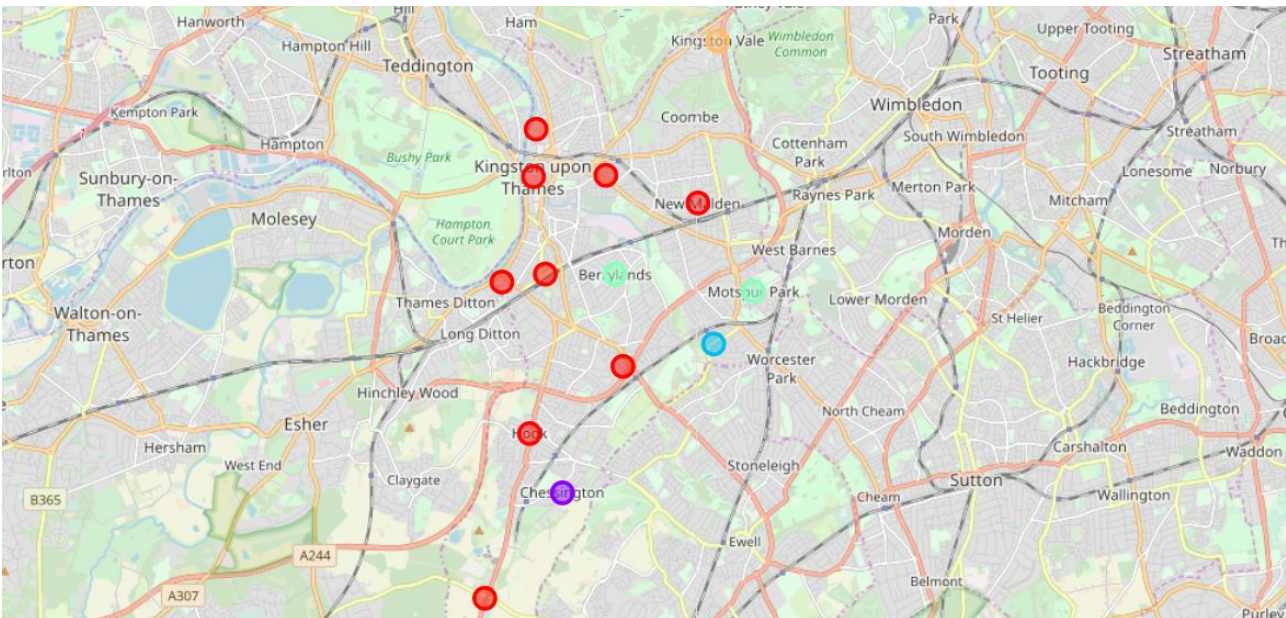 Hanworth
Ham
Park
Upper Tooting
Hampton Hill
Kingston Vale
Wimbledon
Common
Streatham
Teddington
Tooting
Kempton Park
Wimbledon
Coombe
Streatham
Hampton
South Wimbledon
Cottenham
Park
Bushy Park
Kingston upon
Thames
Lonesome
Norbury
Sunbury-on-
Thames
Merton Park
Raynes Park
Mitcham
New Malden
Molesey
Hampton
Court Park
Morden
West Barnes
Berrylands
Motspur Park
Thames Ditton
Lower Morden
Beddington
Corner
Walton-on-
Thames
St Helier
Long Ditton
Worcester
Park
Hackbridge
Hinchley Wood
Hook
North Cheam
Beddington
Esher
Hersham
Carshalton
Waddon
West End
Stoneleigh
Claygate
Sutton
Chessington
Cheam
Wallington
B365
Ewell
A244
Belmont
A307
Purley